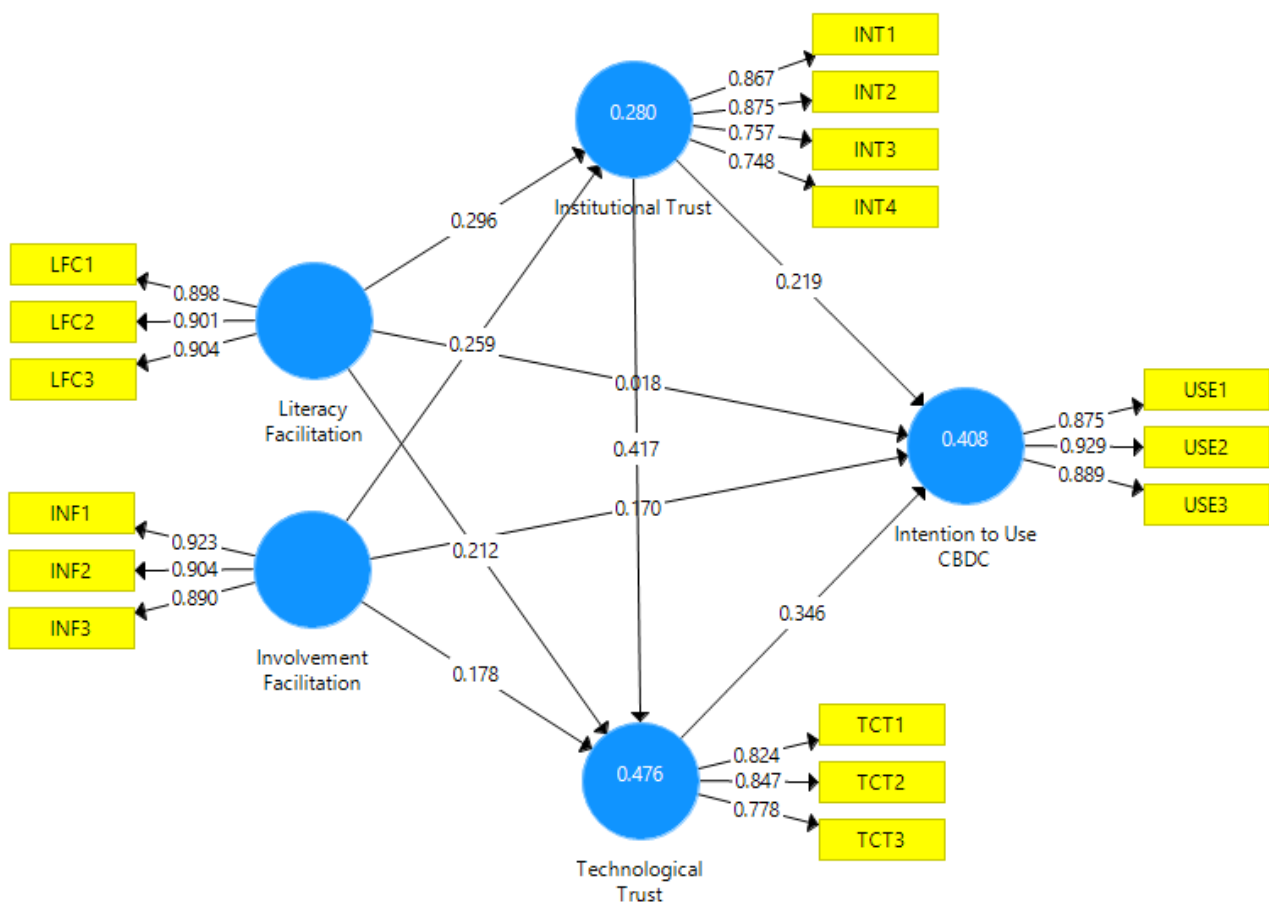 INT1
0.867
INT2
0.280
0.875
INT3
0.757
0.748
INT4
Institutional Trust
0.296
LFC1
0.898
LFC2
0.901
LFC3
0.904
0.219
0.259
0.018
Literacy
Facilitation
USE1
0.875
0.408
USE2
0.929
0.417
0.889
USE3
INF1
0.923
0.170
INF2
0.904
0.212
INF3
0.890
Intention to Use
CBDC
0.346
Involvement
Facilitation
0.178
TCT1
0.824
0.476
TCT2
0.847
0.778
TCT3
Technological
Trust